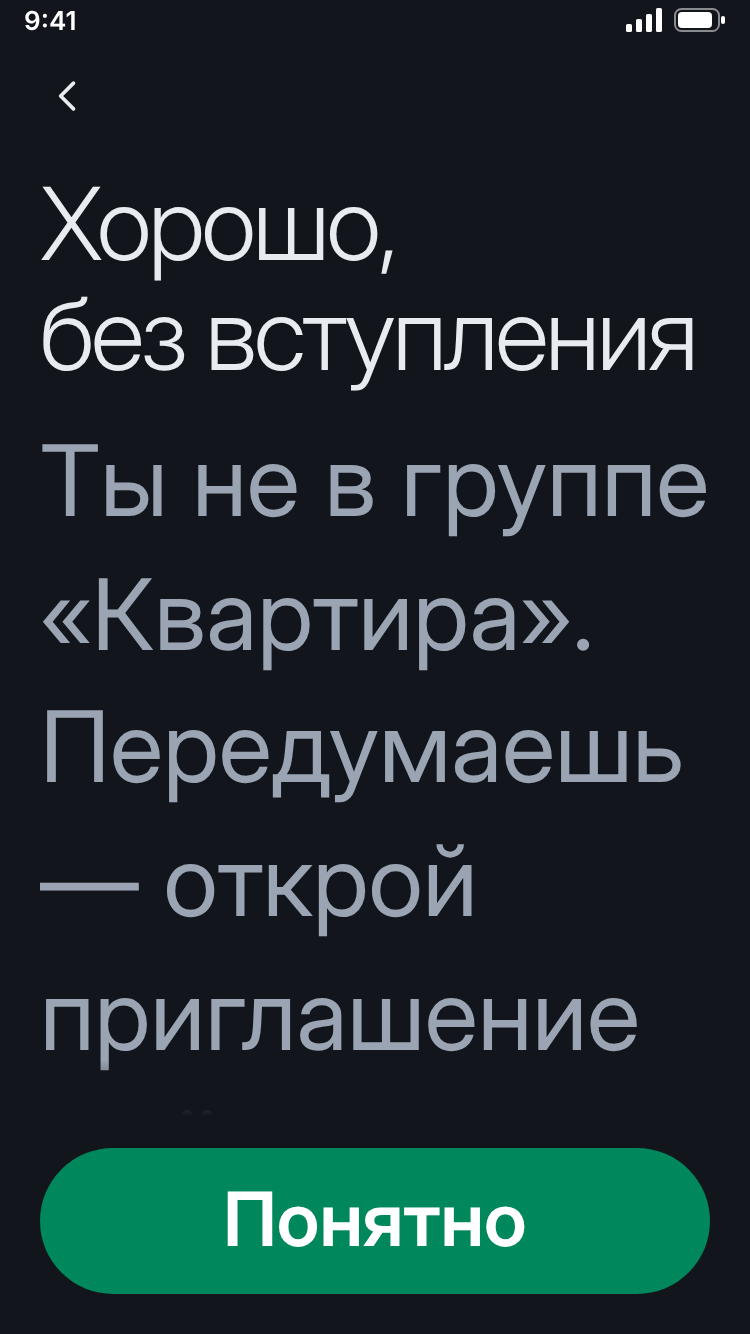 9:41
Хорошо,
без вступления
Ты не в группе
«Квартира».
Передумаешь
— открой
приглашение
Понятно